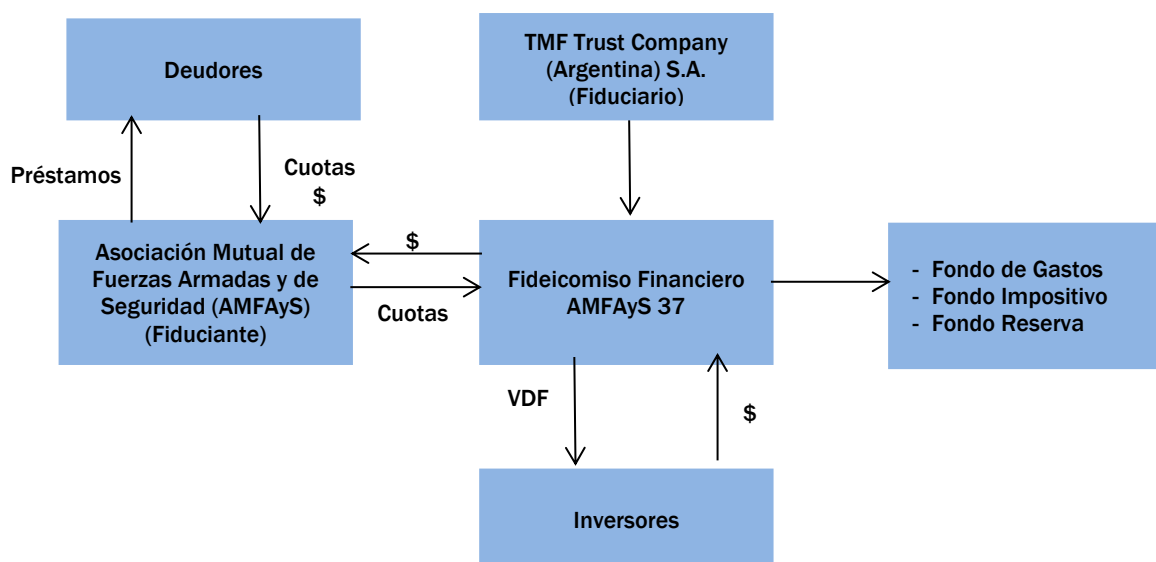 Deudores
TMF Trust Company
(Argentina) S.A.
(Fiduciario)
Préstamos
Cuotas
$
Asociación Mutual de
Fuerzas Armadas y de
Seguridad (AMFAyS)
(Fiduciante)
$
Cuotas
Fideicomiso Financiero
AMFAyS 37
- Fondo de Gastos
- Fondo Impositivo
- Fondo Reserva
VDF
$
Inversores